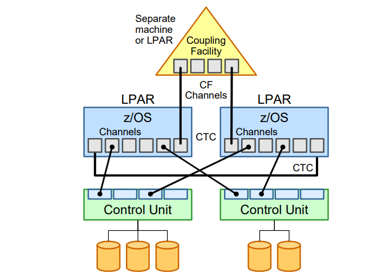 Separate
machine
or LPAR
Coupling
Facility
CF
Channels
LPAR
LPAR
z/OS
z/OS
Channels
CTC
Channels
CTC
Control Unit
Control Unit